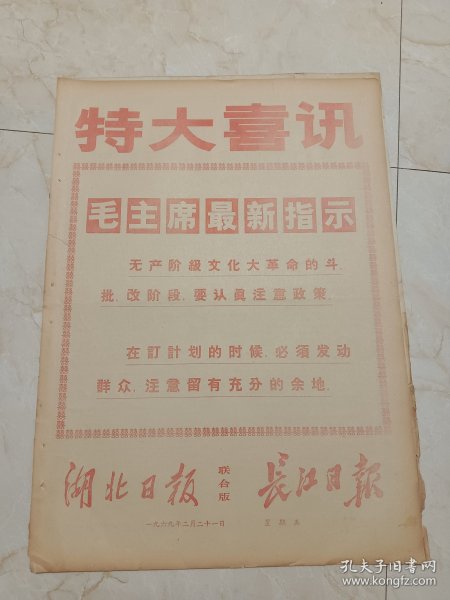 特大喜讯
毛主席最新指示
无产阶级文化大革命的斗、
批、改阶段，要认真注意政策。
在訂計划的时候，必须发动
群众，注意留有充分的余地。
湖北日报
联合版
长江日报
一九六九年二月二十一日
星期五
孔夫子旧书网
www.kongfz.com